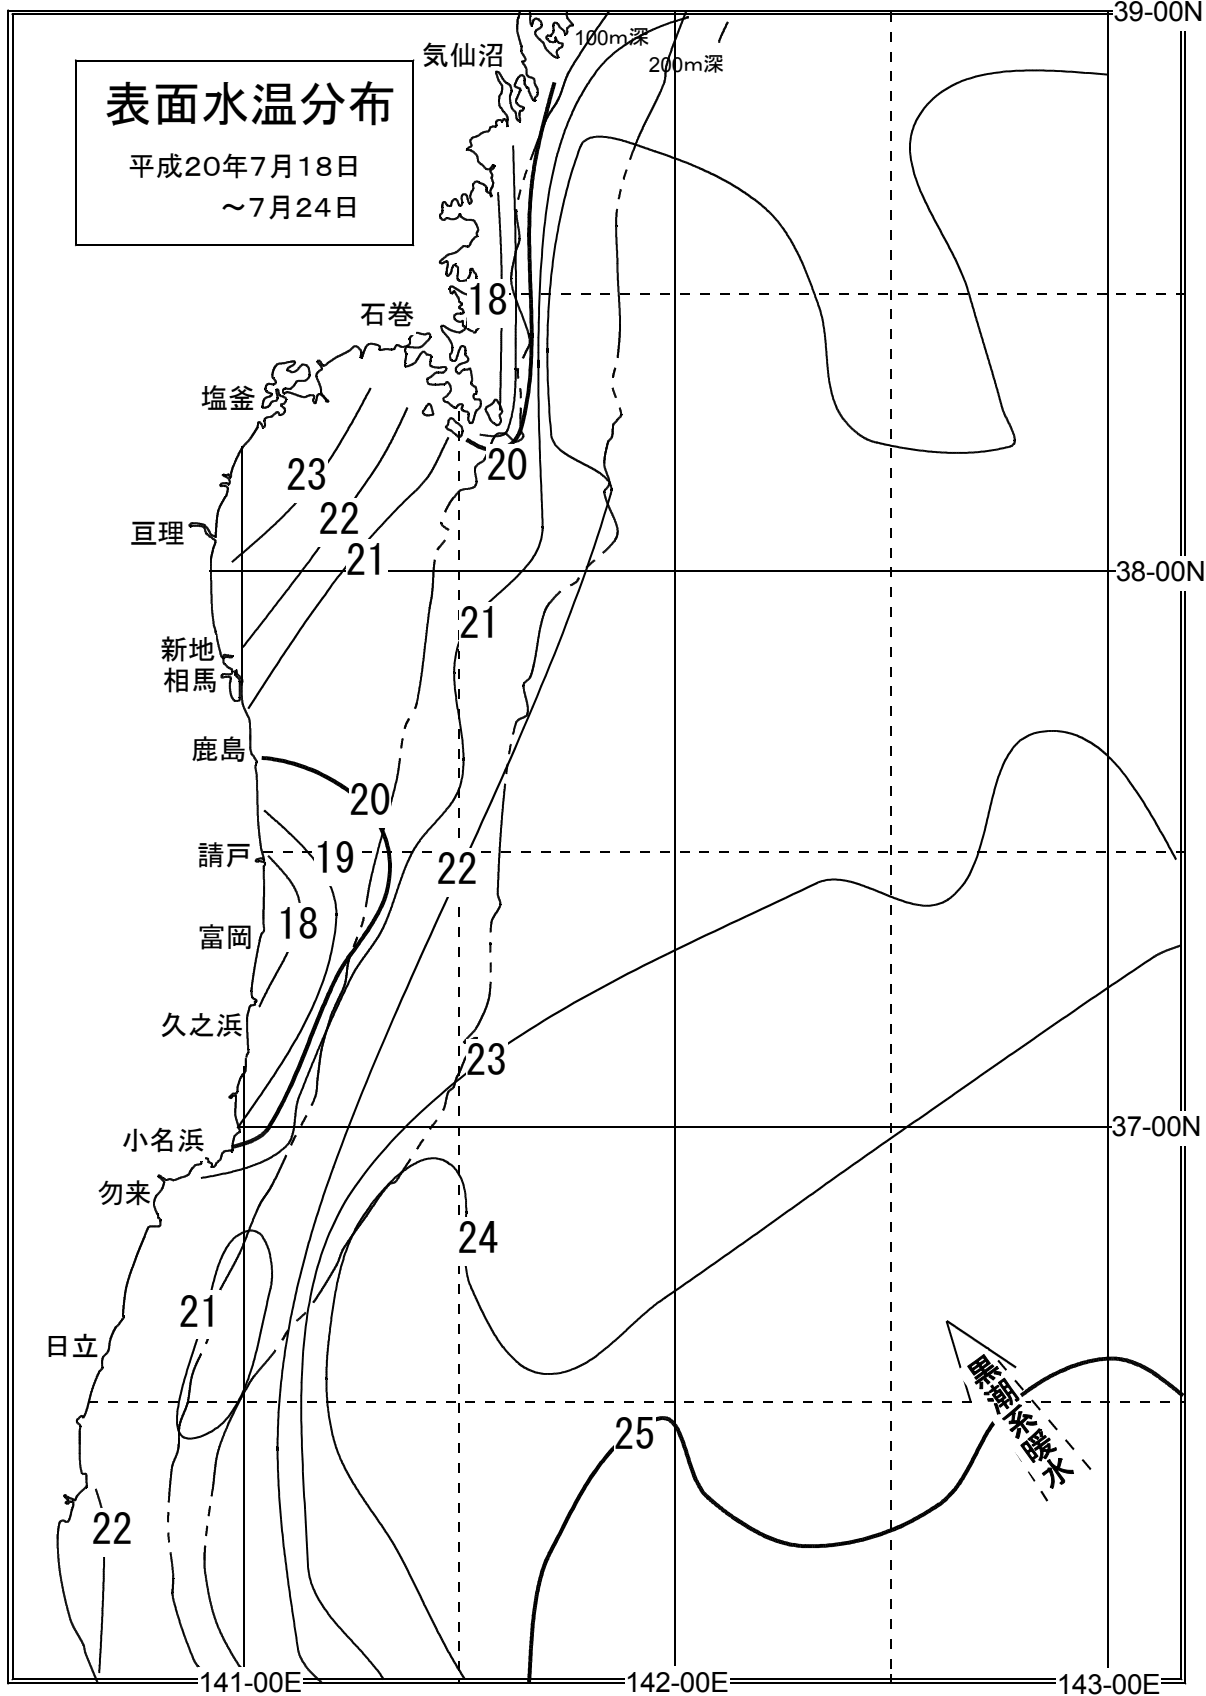 39-00N
100m深
気仙沼
200m深
表面水温分布
平成20年7月18日
～7月24日
18
石巻
塩釜
20
23
22
亘理
21
38-00N
21
新地
相馬
鹿島
20
請戸
19
22
18
富岡
久之浜
23
37-00N
小名浜
勿来
24
21
日立
黒潮系暖水
25
22
141-00E
142-00E
143-00E